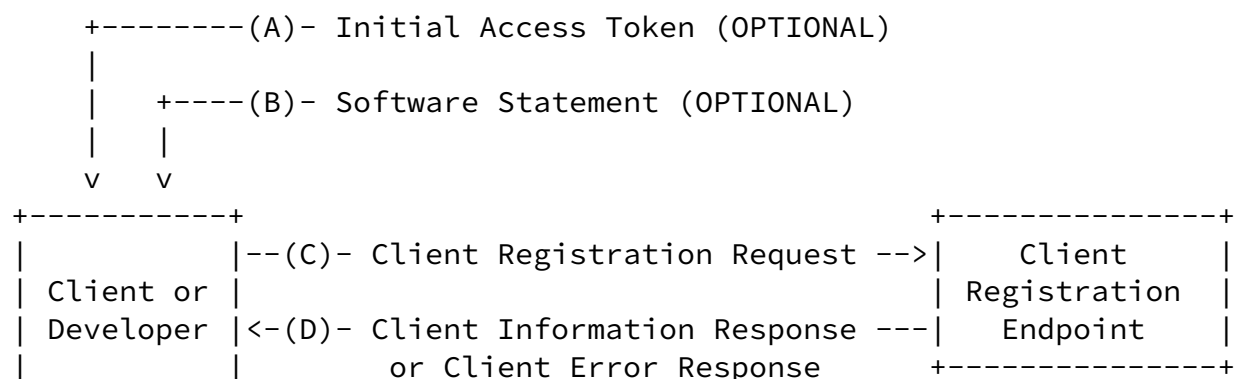 +--------(A)- Initial Access Token (OPTIONAL)
|
|   +----(B)- Software Statement (OPTIONAL)
|   |
v   v
+-----------+                                      +---------------+
|           |--(C)- Client Registration Request -->|    Client     |
| Client or |                                      | Registration  |
| Developer |<-(D)- Client Information Response ---|   Endpoint    |
|           |        or Client Error Response      +---------------+